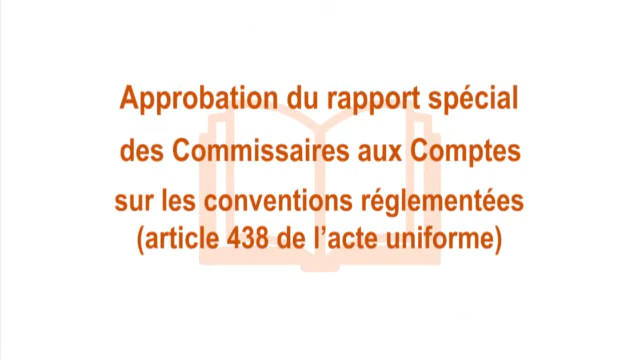 Approbation du rapport spécial
des Commissaires aux Comptes
sur les conventions réglementées
(article 438 de l’acte uniforme)